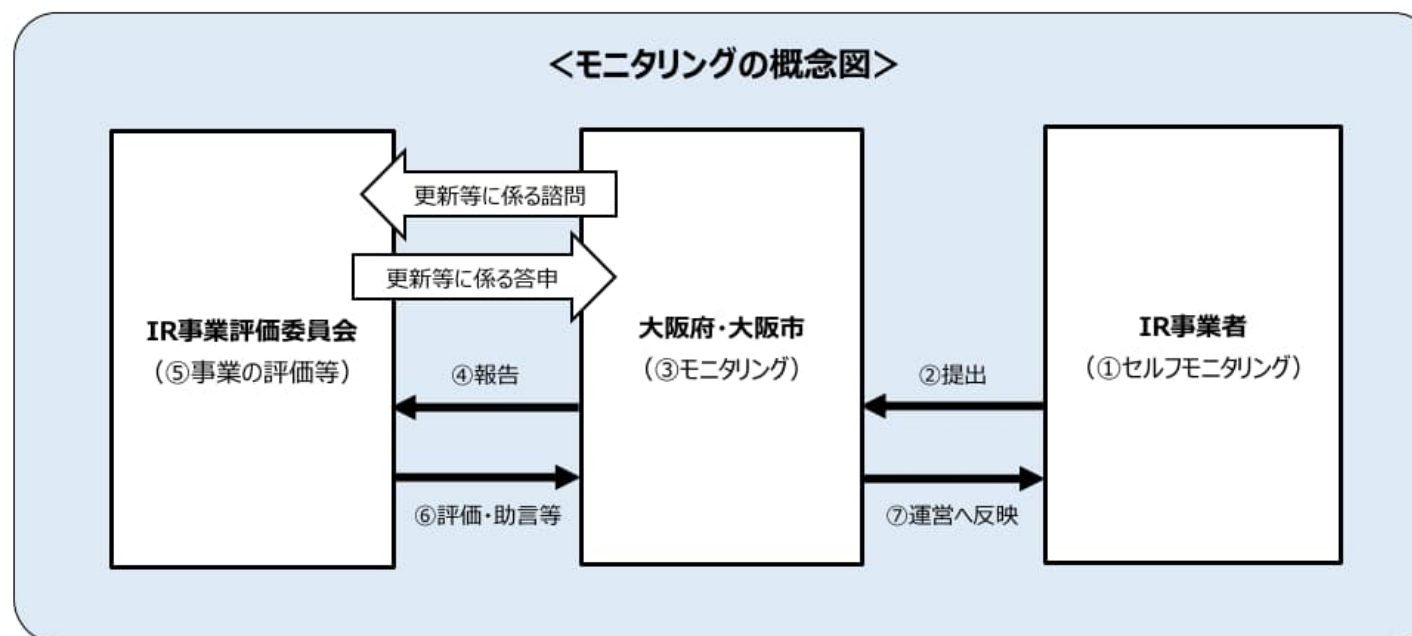 ＜モニタリングの概念図＞
更新等に係る諮問
更新等に係る答申
IR事業評価委員会
（⑤事業の評価等）
大阪府・大阪市
（③モニタリング）
IR事業者
（①セルフモニタリング）
④報告
②提出
⑥評価・助言等
⑦運営へ反映